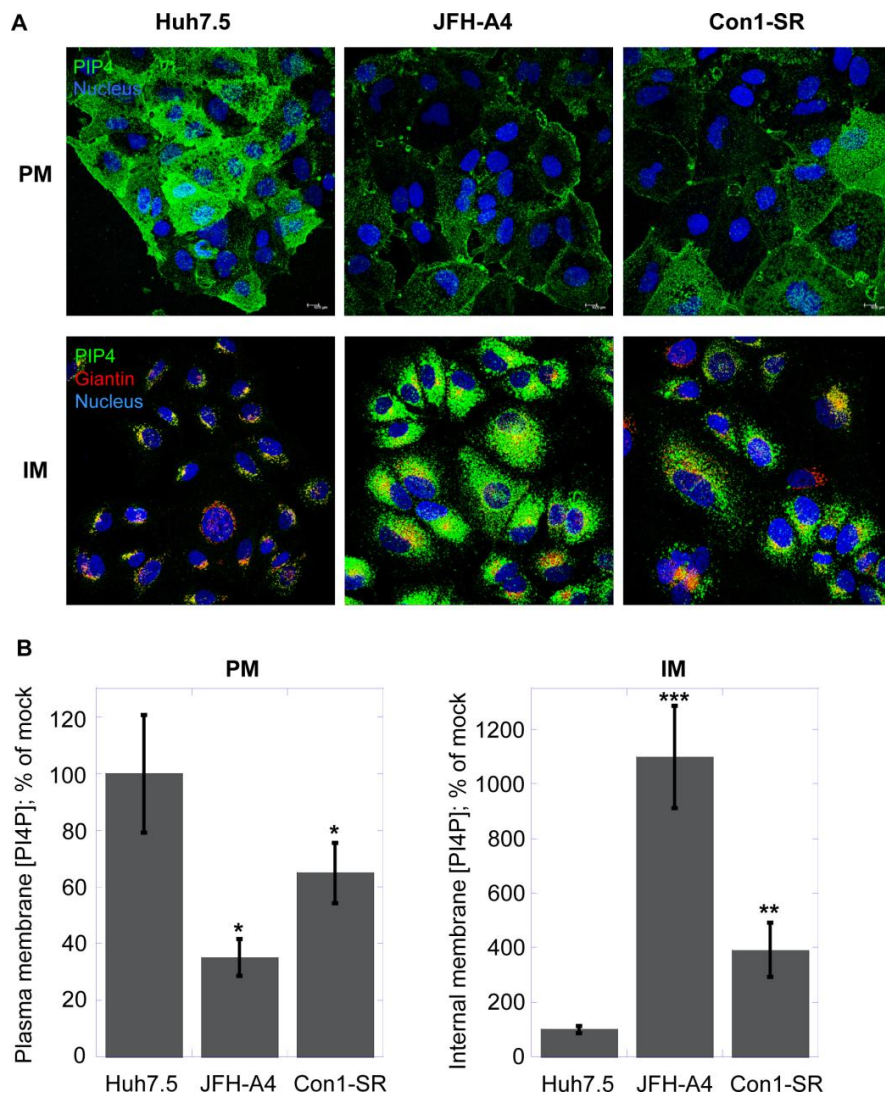 A
Huh7.5 JFH-A4 Con1-SR
PM
PIP4
Nucleus
IM
PIP4
Giantin
Nucleus
B
PM
Plasma membrane [PI4P]; % of mock
120
100
80
60
40
20
0
*
*
Huh7.5 JFH-A4 Con1-SR
IM
Internal membrane [PI4P]; % of mock
1200
1000
800
600
400
200
0
***
**
Huh7.5 JFH-A4 Con1-SR